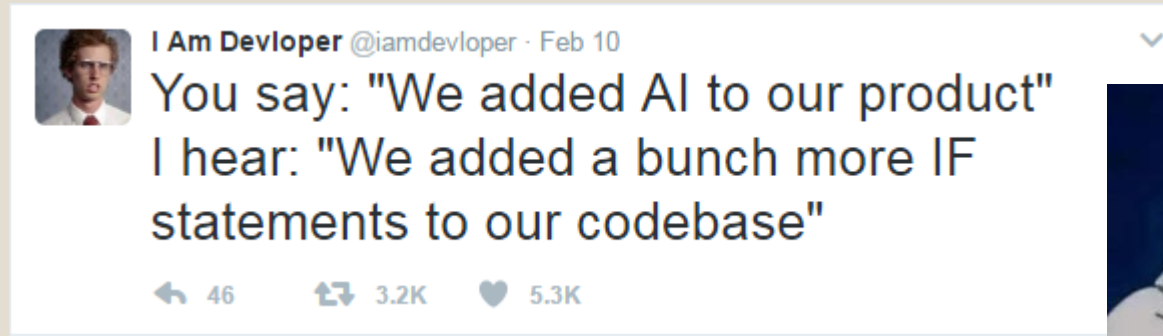 I Am Devloper @iamdevloper · Feb 10
You say: "We added AI to our product"
I hear: "We added a bunch more IF
statements to our codebase"
46 3.2K 5.3K